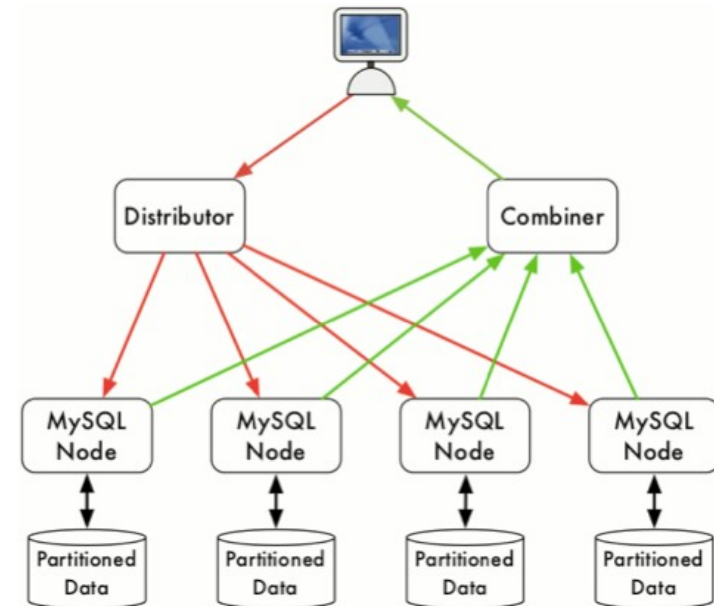 Distributor
Combiner
MySQL
Node
MySQL
Node
MySQL
Node
MySQL
Node
Partitioned
Data
Partitioned
Data
Partitioned
Data
Partitioned
Data